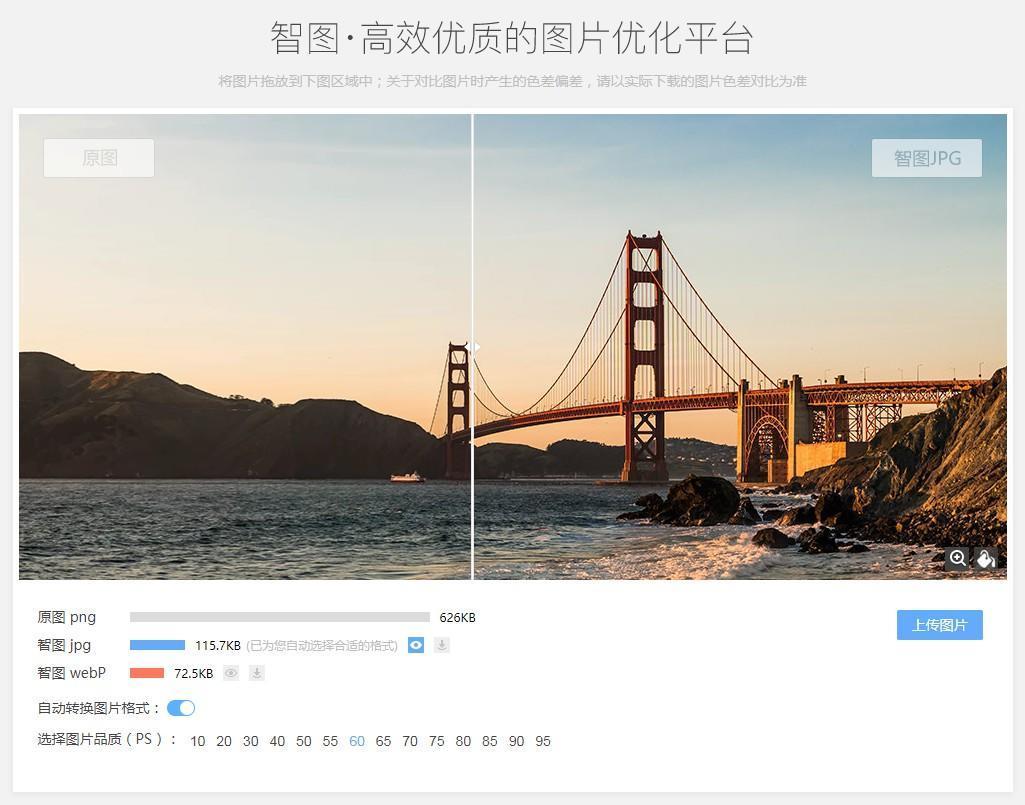 智图·高效优质的图片优化平台
将图片拖放到下图区域中；关于对比图片时产生的色差偏差，请以实际下载的图片色差对比为准
原图
智图JPG
原图 png 626KB
上传图片
智图 jpg 115.7KB (已为您自动选择合适的格式)
智图 webP 72.5KB
自动转换图片格式：
选择图片品质（PS）： 10 20 30 40 50 55 60 65 70 75 80 85 90 95